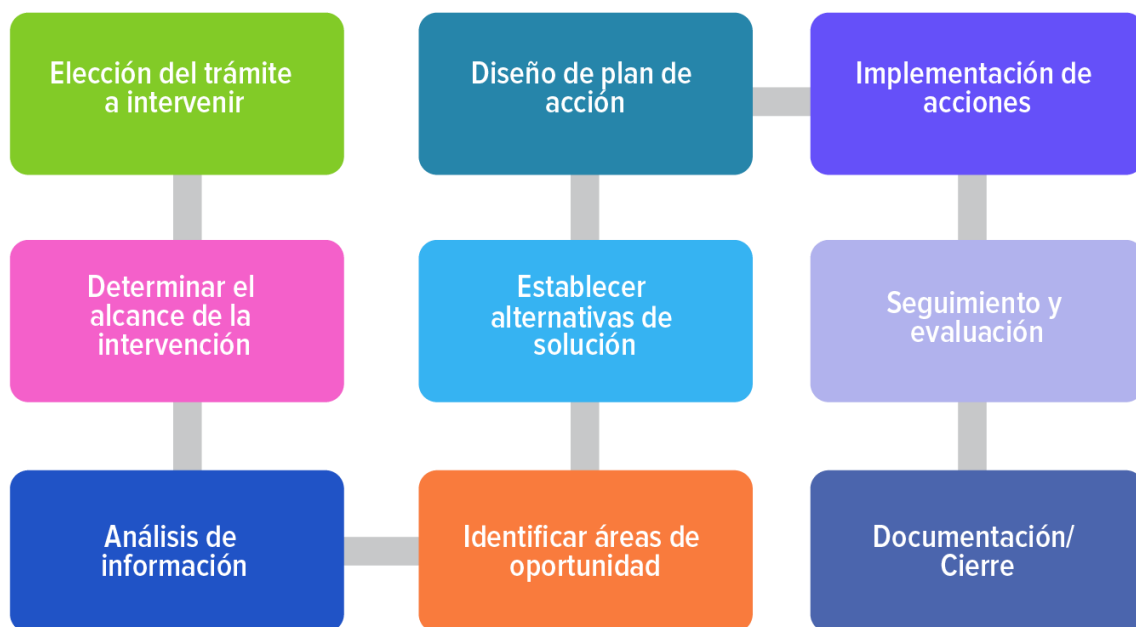 Elección del trámite
a intervenir
Determinar el
alcance de la
intervención
Análisis de
información
Identificar áreas de
oportunidad
Establecer
alternativas de
solución
Diseño de plan de
acción
Implementación de
acciones
Seguimiento y
evaluación
Documentación/
Cierre